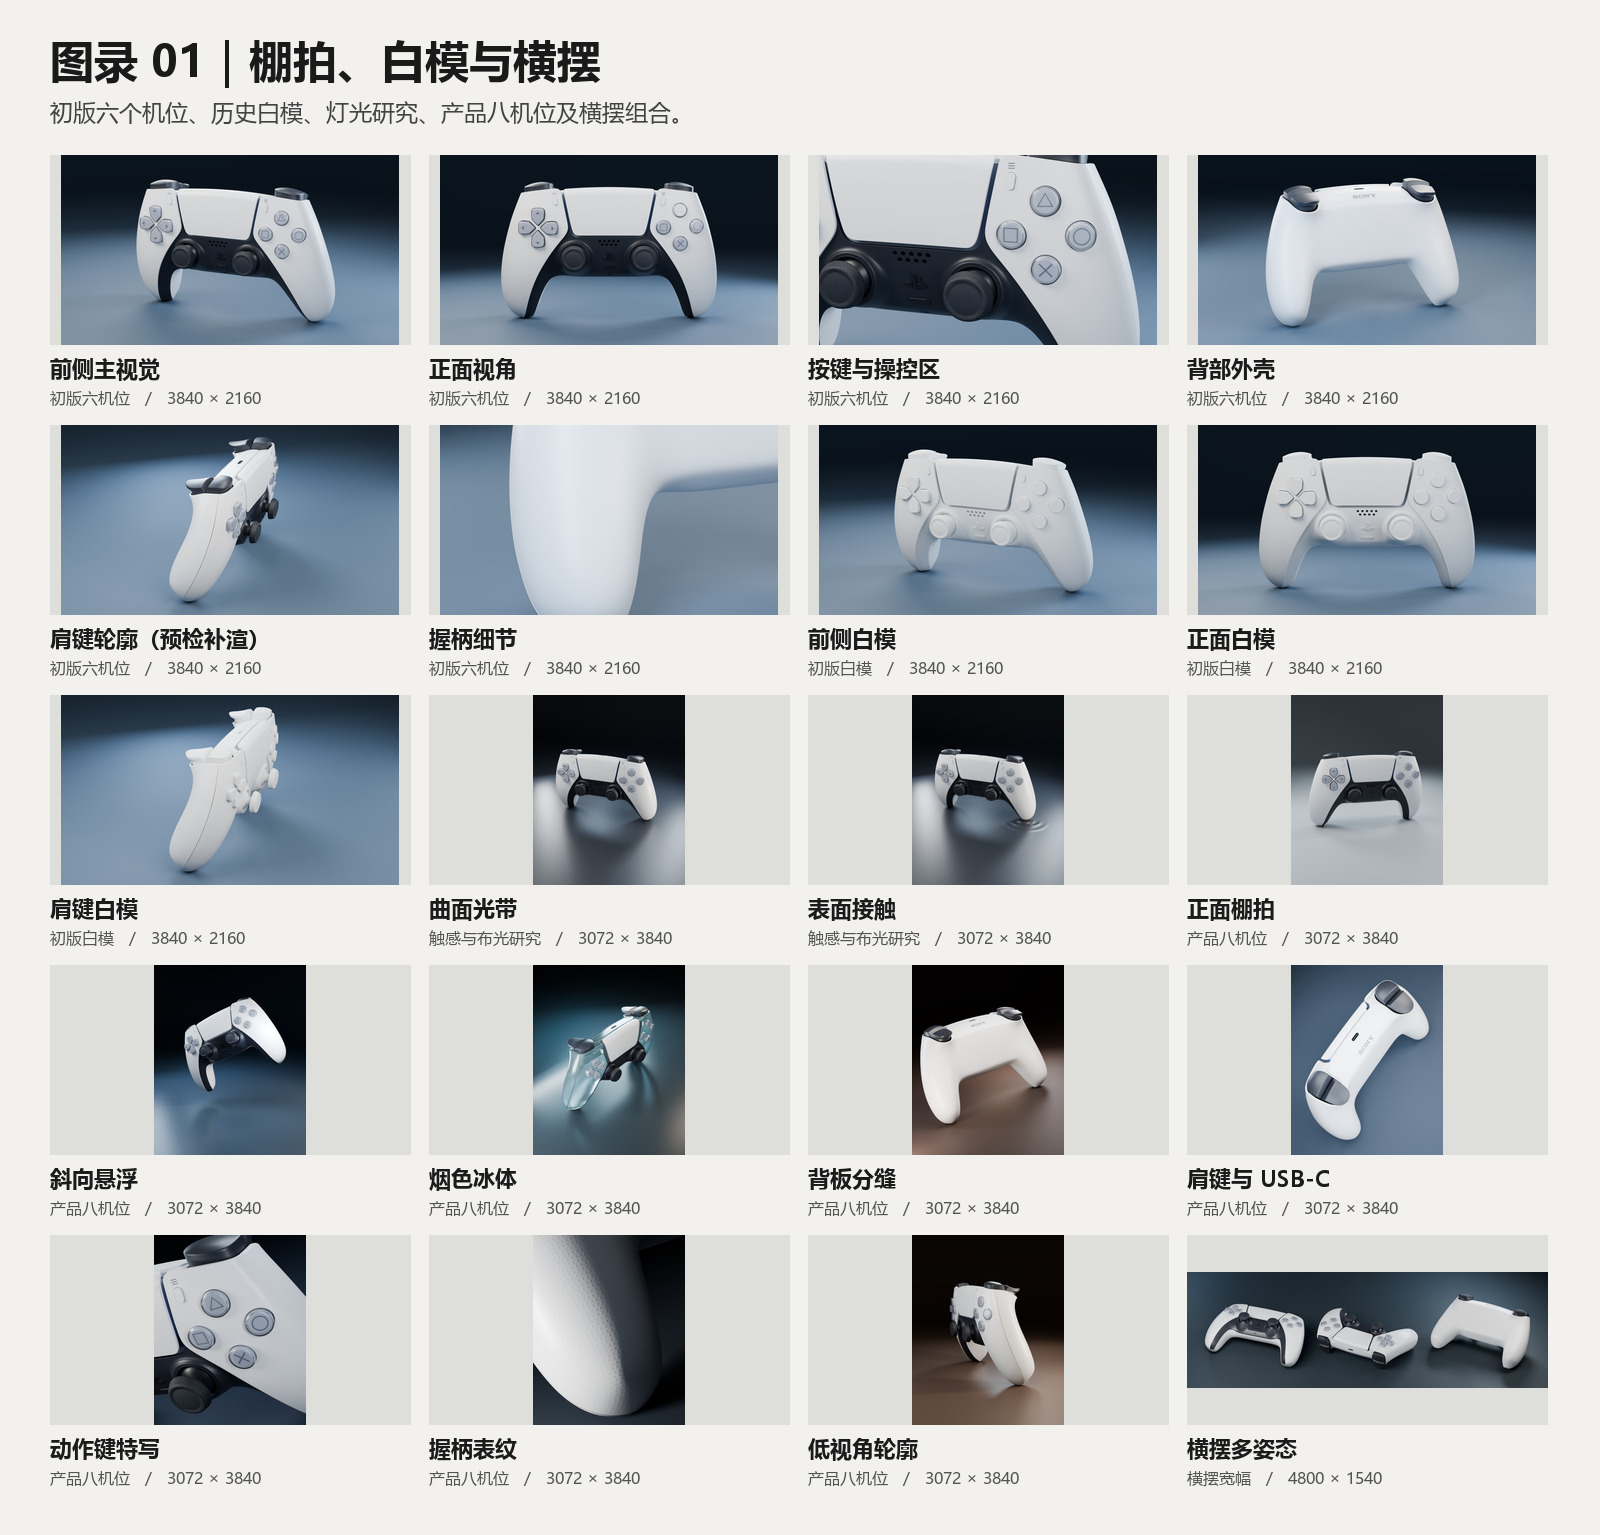 图录 01｜棚拍、白模与横摆
初版六个机位、历史白模、灯光研究、产品八机位及横摆组合。
SONY
前侧主视觉
初版六机位 / 3840 × 2160
正面视角
初版六机位 / 3840 × 2160
按键与操控区
初版六机位 / 3840 × 2160
背部外壳
初版六机位 / 3840 × 2160
肩键轮廓（预检补渲）
初版六机位 / 3840 × 2160
握柄细节
初版六机位 / 3840 × 2160
前侧白模
初版白模 / 3840 × 2160
正面白模
初版白模 / 3840 × 2160
肩键白模
初版白模 / 3840 × 2160
曲面光带
触感与布光研究 / 3072 × 3840
表面接触
触感与布光研究 / 3072 × 3840
正面棚拍
产品八机位 / 3072 × 3840
SONY
SONY
斜向悬浮
产品八机位 / 3072 × 3840
烟色冰体
产品八机位 / 3072 × 3840
背板分缝
产品八机位 / 3072 × 3840
肩键与 USB-C
产品八机位 / 3072 × 3840
动作键特写
产品八机位 / 3072 × 3840
握柄表纹
产品八机位 / 3072 × 3840
低视角轮廓
产品八机位 / 3072 × 3840
横摆多姿态
横摆宽幅 / 4800 × 1540